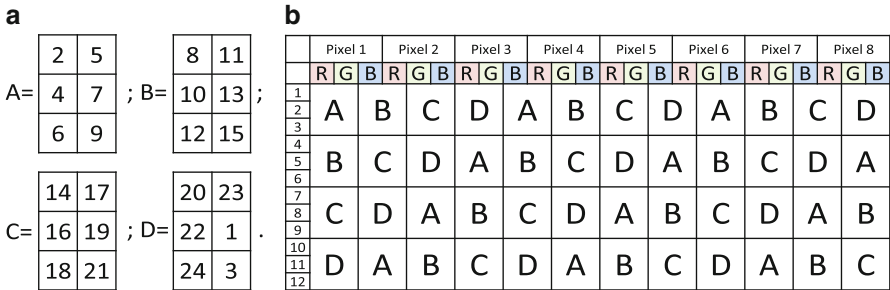 a
2 5
A= 4 7 ;
6 9
8 11
B= 10 13 ;
12 15
14 17
C= 16 19 ;
18 21
20 23
D= 22 1 .
24 3
b
Pixel 1 Pixel 2 Pixel 3 Pixel 4 Pixel 5 Pixel 6 Pixel 7 Pixel 8
R G B R G B R G B R G B R G B R G B R G B R G B
1
2 A B C D A B C D A B C D
3
4
5 B C D A B C D A B C D A
6
7
8 C D A B C D A B C D A B
9
10
11 D A B C D A B C D A B C
12